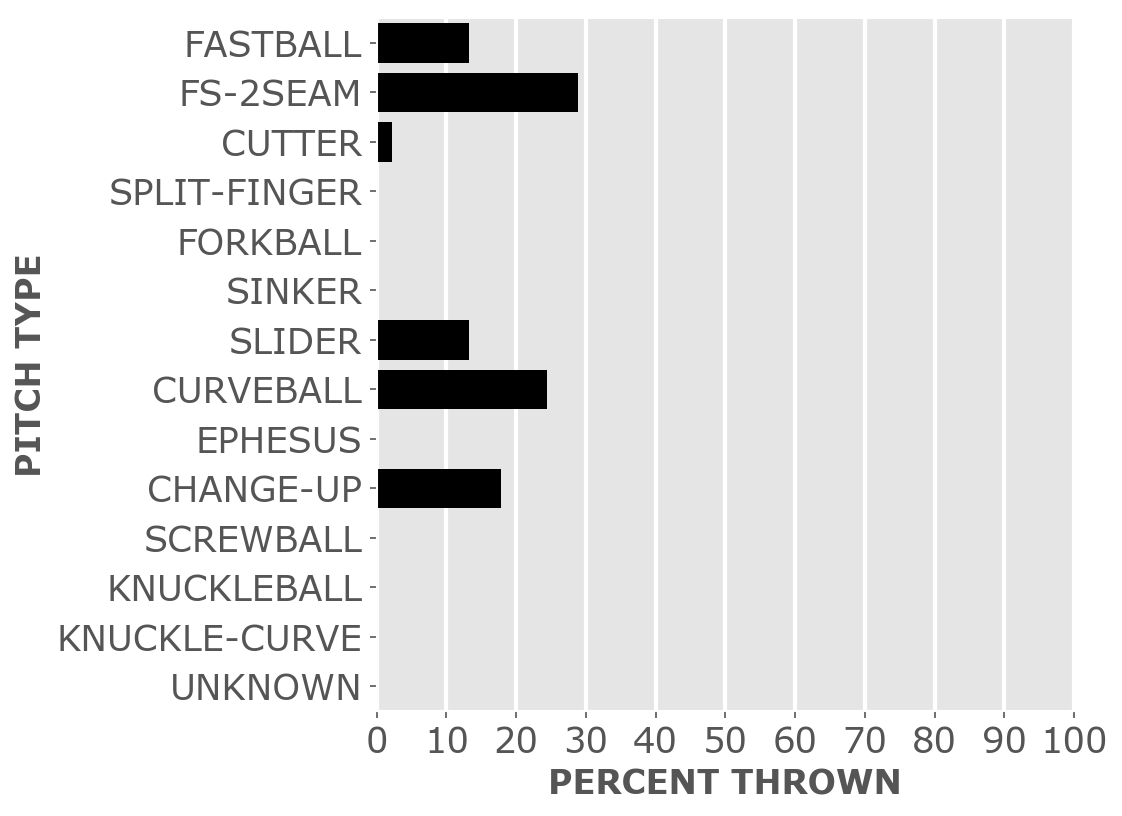 FASTBALL
FS-2SEAM
CUTTER
SPLIT-FINGER
FORKBALL
SINKER
SLIDER
CURVEBALL
EPHESUS
CHANGE-UP
SCREWBALL
KNUCKLEBALL
KNUCKLE-CURVE
UNKNOWN
PITCH TYPE
0 10 20 30 40 50 60 70 80 90 100
PERCENT THROWN